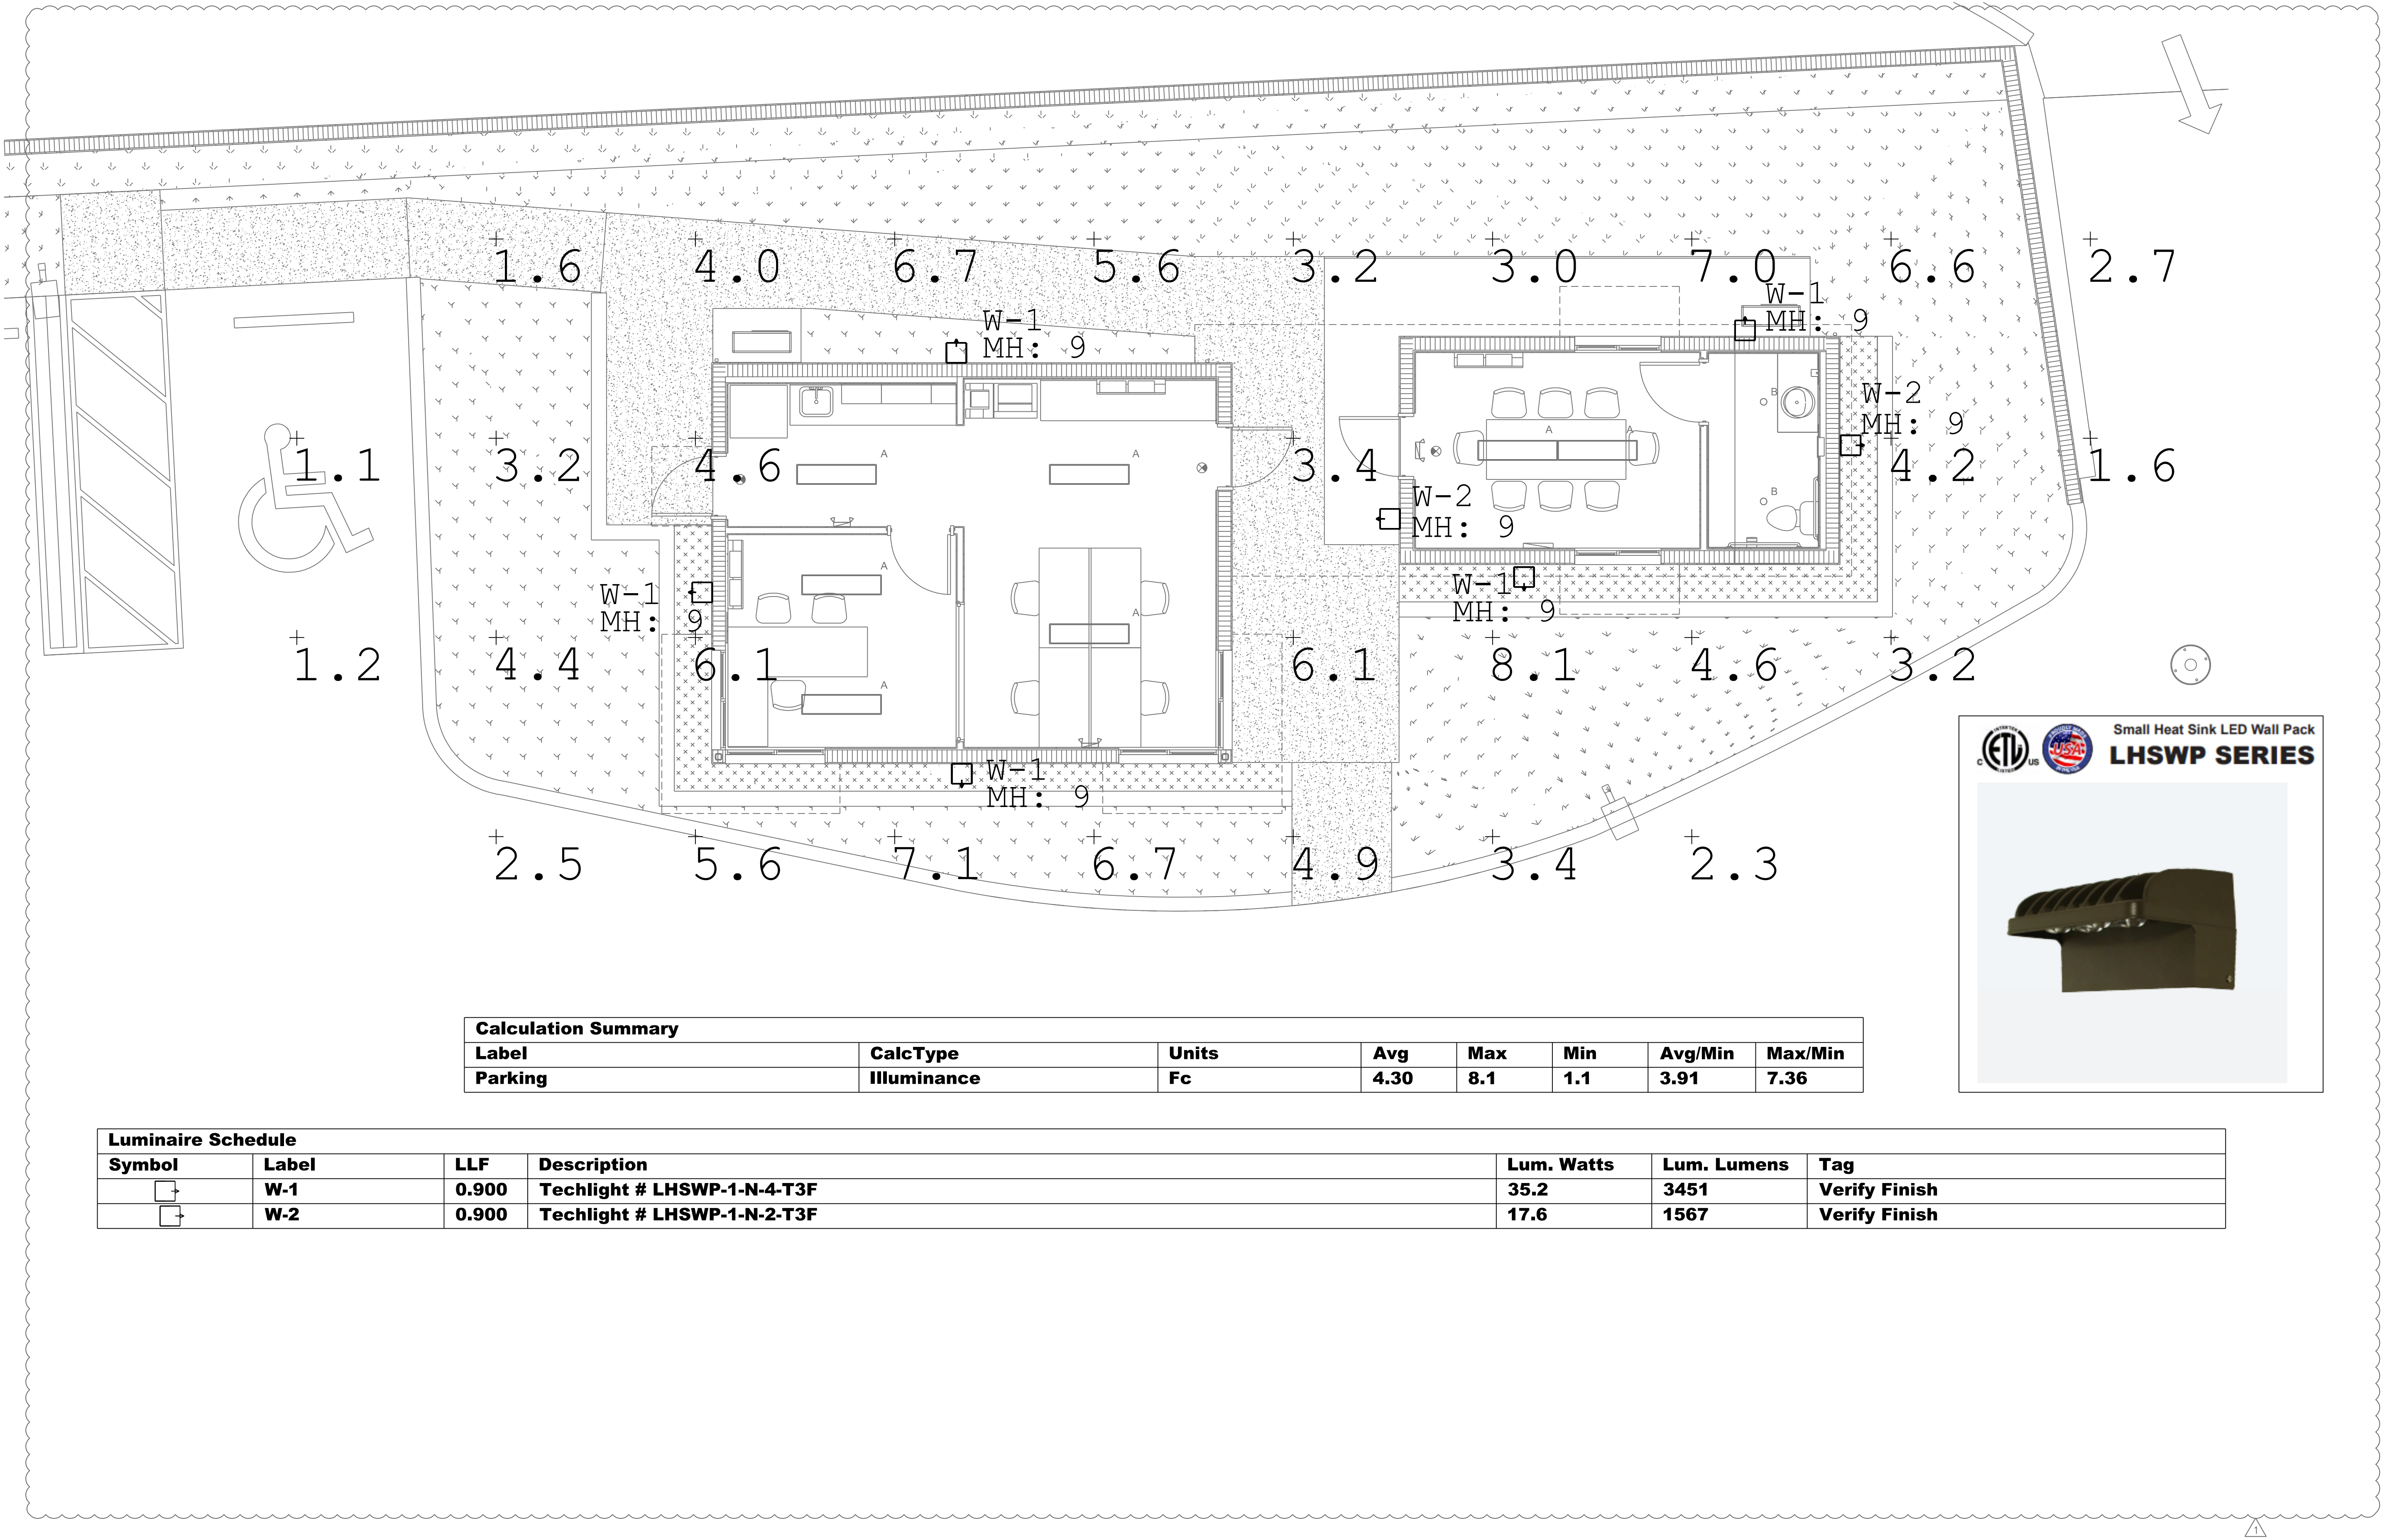 1.6 4.0 6.7 5.6 3.2 3.0 7.0 6.6 2.7
W-1
MH: 9
W-1
MH: 9
W-2
MH: 9
B
A A A A
1.1 3.2 4.6 3.4 4.2 1.6
W-2
MH: 9
B
A
W-1
MH: 9
W-1
MH: 9
A
1.2 4.4 6.1 6.1 8.1 4.6 3.2
A
W-1
MH: 9
2.5 5.6 7.1 6.7 4.9 3.4 2.3
INTERTEK
ETL
C US
USA
Small Heat Sink LED Wall Pack
LHSWP SERIES
Calculation Summary
Label CalcType Units Avg Max Min Avg/Min Max/Min
Parking Illuminance Fc 4.30 8.1 1.1 3.91 7.36
Luminaire Schedule
Symbol Label LLF Description Lum. Watts Lum. Lumens Tag
W-1 0.900 Techlight # LHSWP-1-N-4-T3F 35.2 3451 Verify Finish
W-2 0.900 Techlight # LHSWP-1-N-2-T3F 17.6 1567 Verify Finish
1